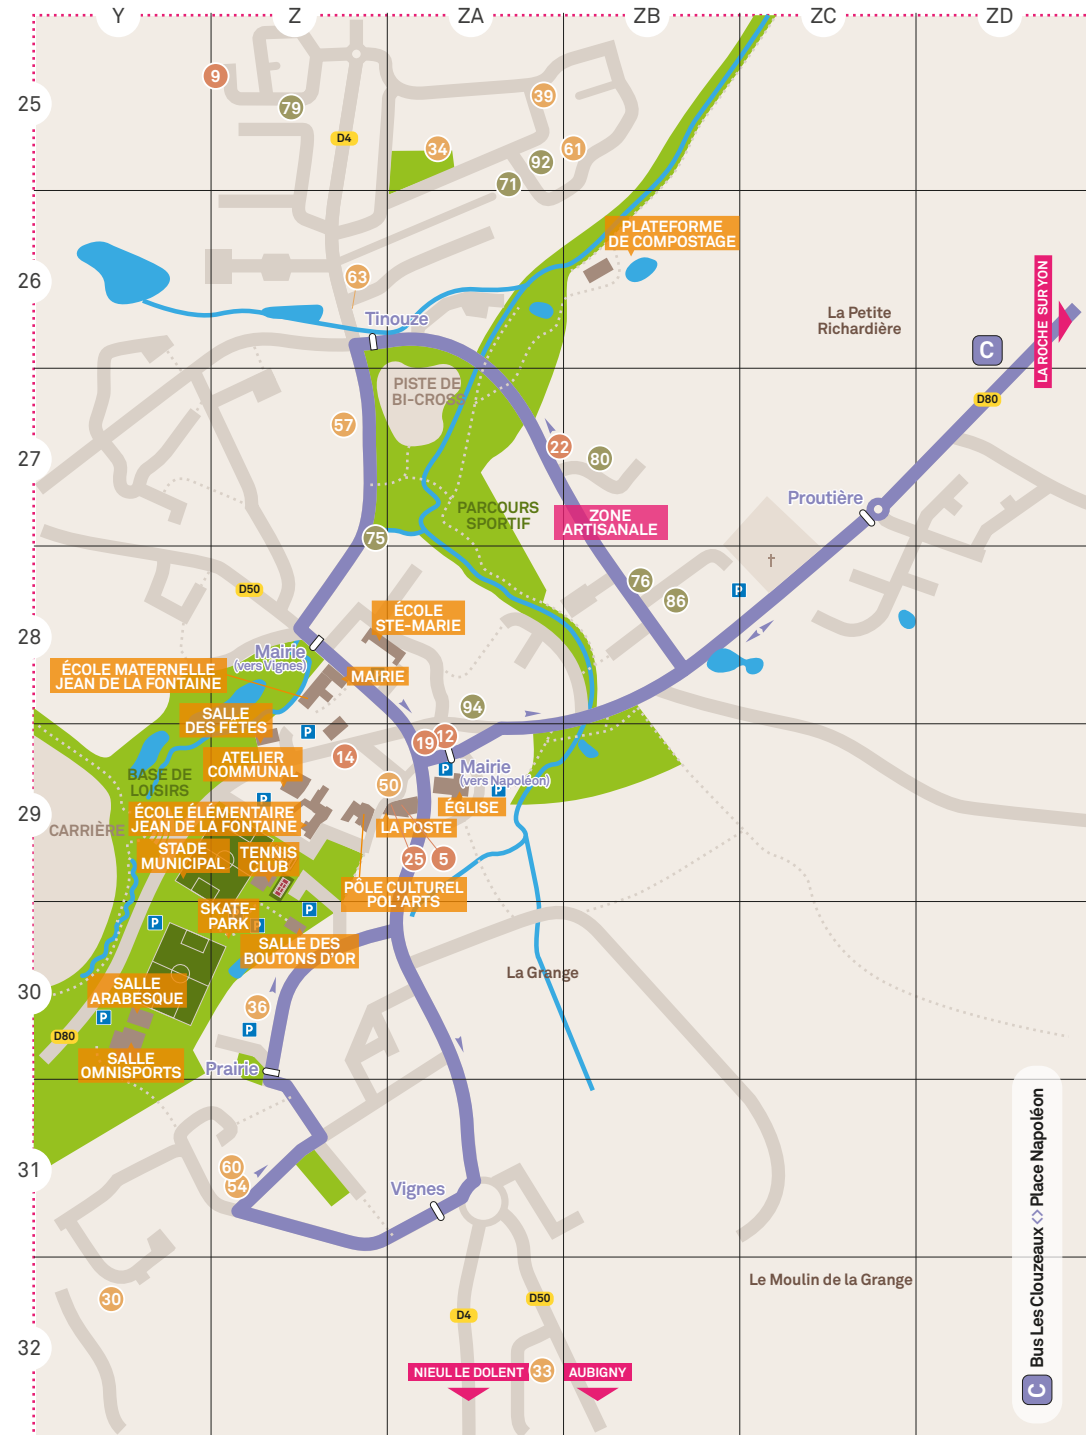 Y
Z
ZA
ZB
ZC
ZD
25
9
79
D4
39
34
92
61
71
PLATEFORME
DE COMPOSTAGE
26
63
Tinouze
La Petite
Richardière
C
LA ROCHE SUR YON
PISTE DE
BI-CROSS
D80
57
22
80
27
Proutière
PARCOURS
SPORTIF
ZONE
ARTISANALE
75
76
86
P
D50
ÉCOLE
STE-MARIE
28
Mairie
(vers Vignes)
ÉCOLE MATERNELLE
JEAN DE LA FONTAINE
MAIRIE
94
SALLE
DES FÊTES
P
19
12
14
ATELIER
COMMUNAL
P
Mairie
(vers Napoléon)
BASE DE
LOISIRS
50
P
P
ÉGLISE
29
ÉCOLE ÉLÉMENTAIRE
JEAN DE LA FONTAINE
CARRIÈRE
LA POSTE
STADE
MUNICIPAL
TENNIS
CLUB
25
5
PÔLE CULTUREL
POL'ARTS
SKATE-
PARK
P
P
P
SALLE DES
BOUTONS D'OR
La Grange
30
SALLE
ARABESQUE
36
P
P
D80
SALLE
OMNISPORTS
Prairie
31
60
54
Vignes
30
D50
D4
Le Moulin de la Grange
32
NIEUL LE DOLENT
33
AUBIGNY
C Bus Les Clouzeaux <> Place Napoléon